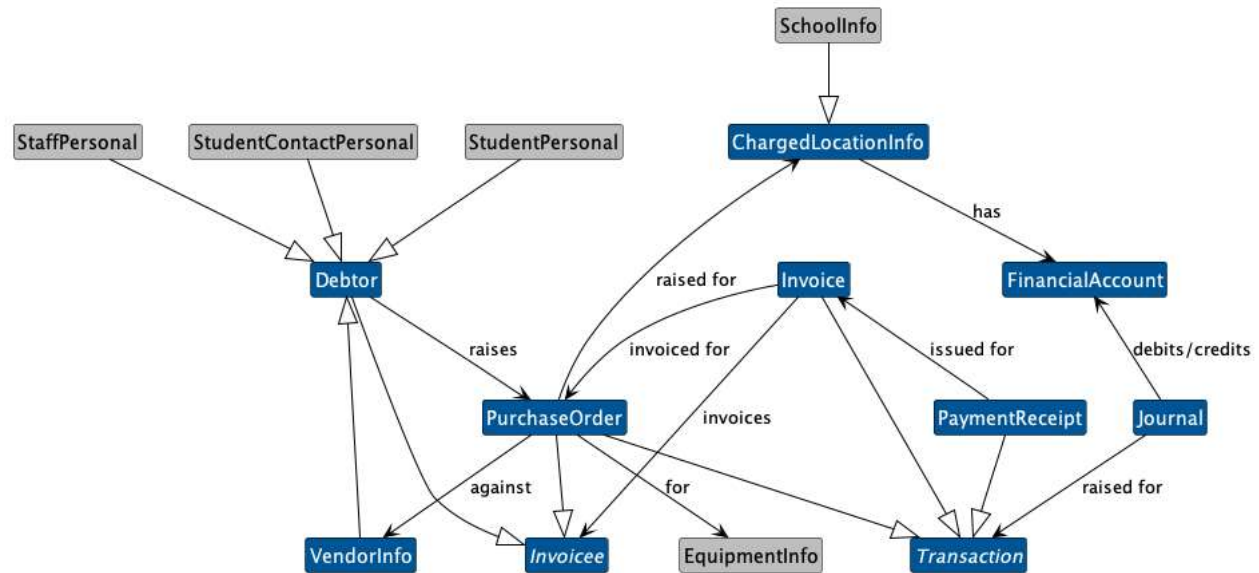 SchoolInfo
StaffPersonal
StudentContactPersonal
StudentPersonal
ChargedLocationInfo
has
Debtor
raised for
Invoice
FinancialAccount
raises
invoiced for
issued for
debits/credits
PurchaseOrder
invoices
PaymentReceipt
Journal
against
for
raised for
VendorInfo
Invoicee
EquipmentInfo
Transaction